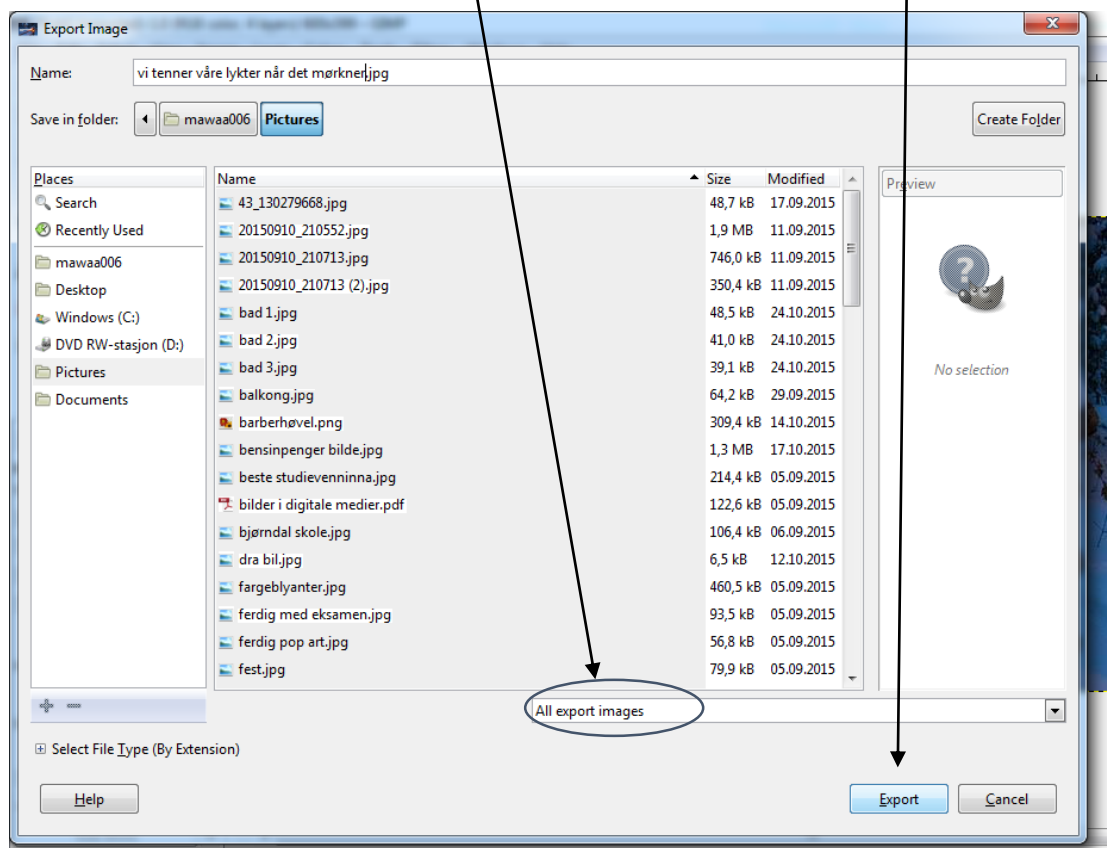 Export Image
Name: vi tenner våre lykter når det mørkner.jpg
Save in folder: mawaa006 Pictures Create Folder
Places Name Size Modified Preview
Search 43_130279668.jpg 48,7 kB 17.09.2015
Recently Used 20150910_210552.jpg 1,9 MB 11.09.2015
mawaa006 20150910_210713.jpg 746,0 kB 11.09.2015
Desktop 20150910_210713 (2).jpg 350,4 kB 11.09.2015
Windows (C:) bad 1.jpg 48,5 kB 24.10.2015
DVD RW-stasjon (D:) bad 2.jpg 41,0 kB 24.10.2015
Pictures bad 3.jpg 39,1 kB 24.10.2015 No selection
Documents balkong.jpg 64,2 kB 29.09.2015
barberhøvel.png 309,4 kB 14.10.2015
bensinpenger bilde.jpg 1,3 MB 17.10.2015
beste studievenninna.jpg 214,4 kB 05.09.2015
bilder i digitale medier.pdf 122,6 kB 05.09.2015
bjørndal skole.jpg 106,4 kB 06.09.2015
dra bil.jpg 6,5 kB 12.10.2015
fargeblyanter.jpg 460,5 kB 05.09.2015
ferdig med eksamen.jpg 93,5 kB 05.09.2015
ferdig pop art.jpg 56,8 kB 05.09.2015
fest.jpg 79,9 kB 05.09.2015
All export images
Select File Type (By Extension)
Help Export Cancel